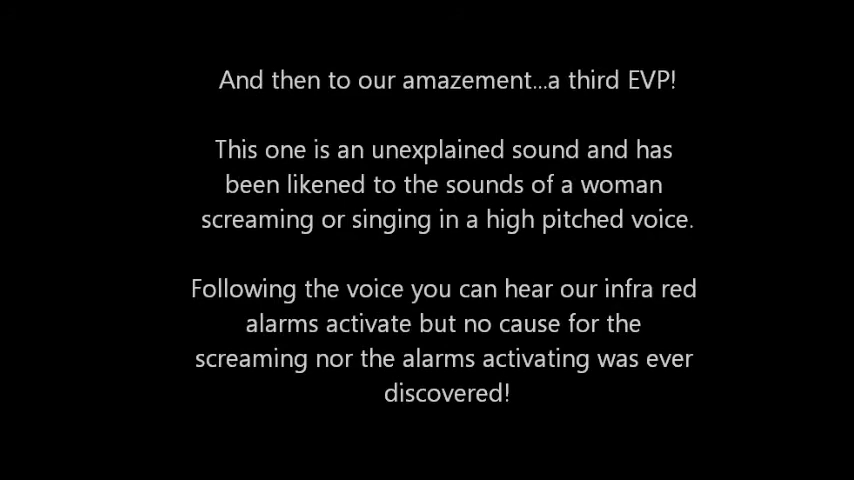 And then to our amazement...a third EVP!
This one is an unexplained sound and has
been likened to the sounds of a woman
screaming or singing in a high pitched voice.
Following the voice you can hear our infra red
alarms activate but no cause for the
screaming nor the alarms activating was ever
discovered!